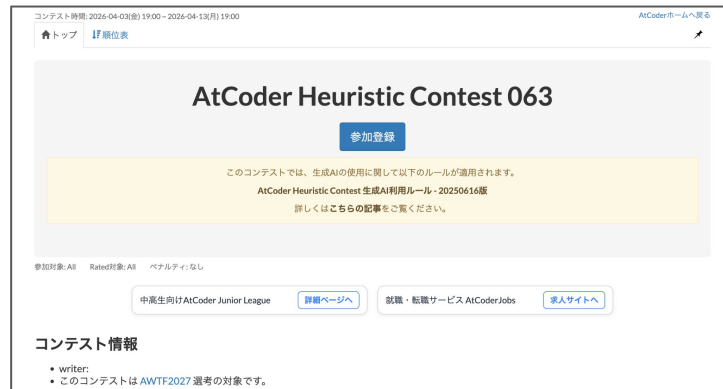 コンテスト時間: 2026-04-03(金) 19:00 ~ 2026-04-13(月) 19:00
AtCoderホームへ戻る
トップ
順位表
AtCoder Heuristic Contest 063
参加登録
このコンテストでは、生成AIの使用に関して以下のルールが適用されます。
AtCoder Heuristic Contest 生成AI利用ルール - 20250616版
詳しくはこちらの記事をご覧ください。
参加対象: All Rated対象: All ペナルティ: なし
中高生向けAtCoder Junior League 詳細ページへ
就職・転職サービス AtCoderJobs 求人サイトへ
コンテスト情報
• writer:
• このコンテストは AWTF2027 選考の対象です。